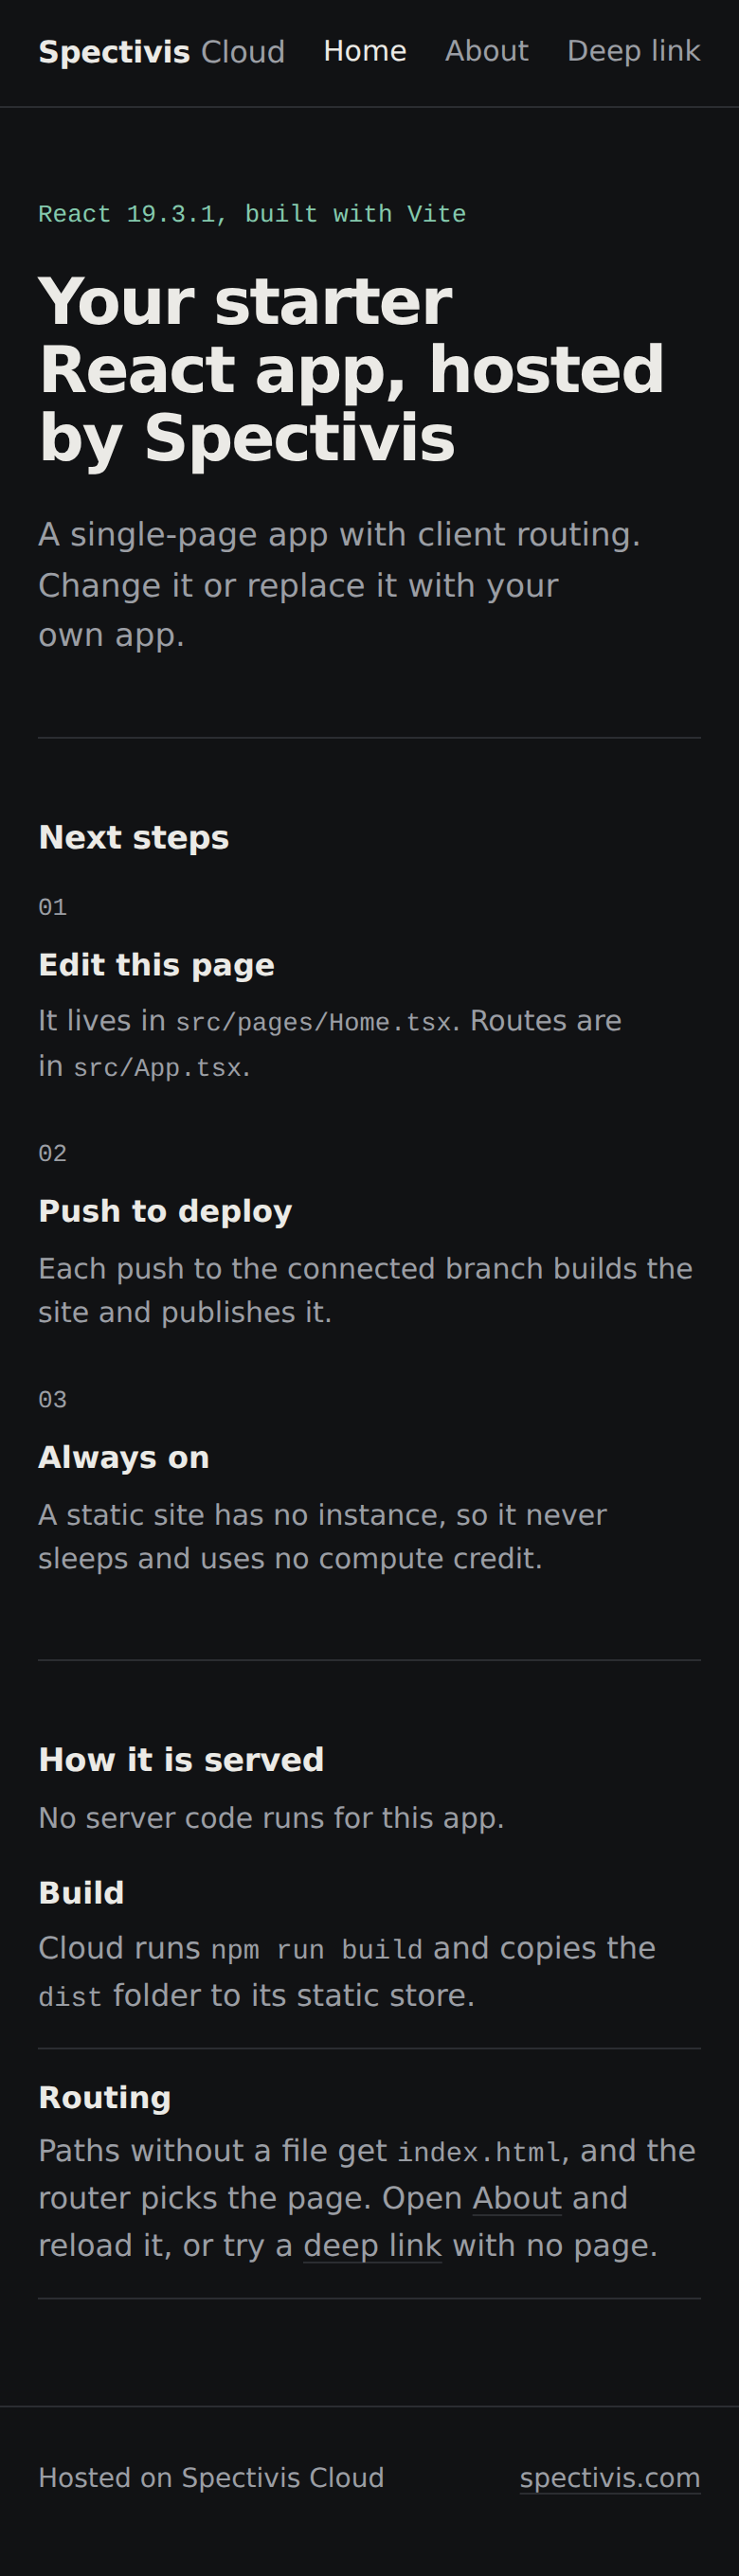 Spectivis Cloud Home About Deep link
React 19.3.1, built with Vite
Your starter
React app, hosted
by Spectivis
A single-page app with client routing.
Change it or replace it with your
own app.
Next steps
01
Edit this page
It lives in src/pages/Home.tsx. Routes are
in src/App.tsx.
02
Push to deploy
Each push to the connected branch builds the
site and publishes it.
03
Always on
A static site has no instance, so it never
sleeps and uses no compute credit.
How it is served
No server code runs for this app.
Build
Cloud runs npm run build and copies the
dist folder to its static store.
Routing
Paths without a file get index.html, and the
router picks the page. Open About and
reload it, or try a deep link with no page.
Hosted on Spectivis Cloud spectivis.com